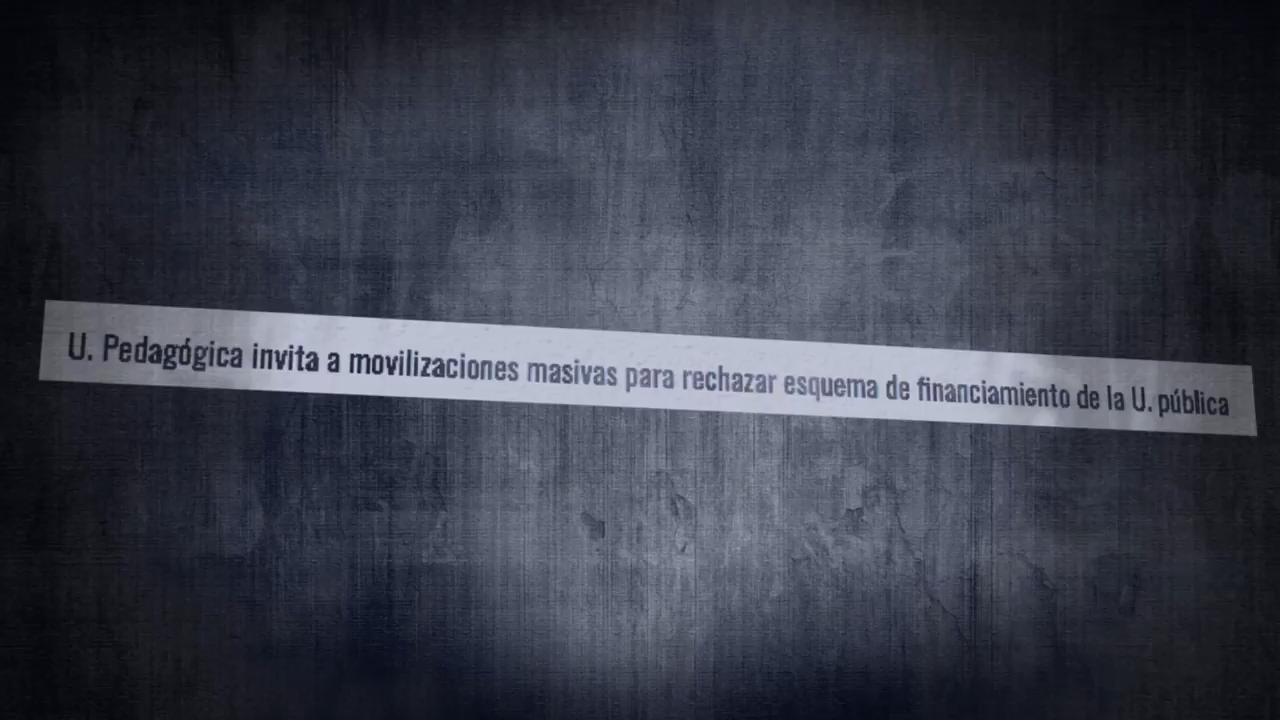 U. Pedagógica invita a movilizaciones masivas para rechazar esquema de financiamiento de la U. pública